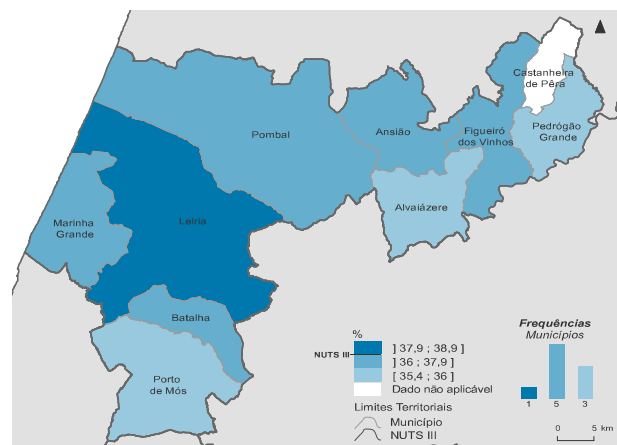 Castanheira
de Pêra
Pombal
Ansião
Figueiró
dos Vinhos
Pedrógão
Grande
Alvaiázere
Marinha
Grande
Leiria
Batalha
Porto
de Mós
%
] 37,9 ; 38,9 ]
NUTS III
] 36 ; 37,9 ]
[ 35,4 ; 36 ]
Dado não aplicável
Limites Territoriais
Município
NUTS III
Frequências
Municípios
1
5
3
0 5 km